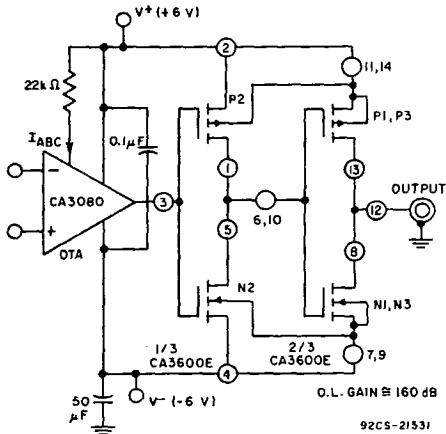 V+ (+6 V)
2
11,14
22kΩ
P2
P1, P3
IABC
0.1µF
−
CA3080
+
OTA
3
1
13
6,10
OUTPUT
12
5
8
N2
N1, N3
1/3
CA3600E
2/3
CA3600E
4
7,9
50
µF
V− (−6 V)
O.L. GAIN ≅ 160 dB
92CS-21531